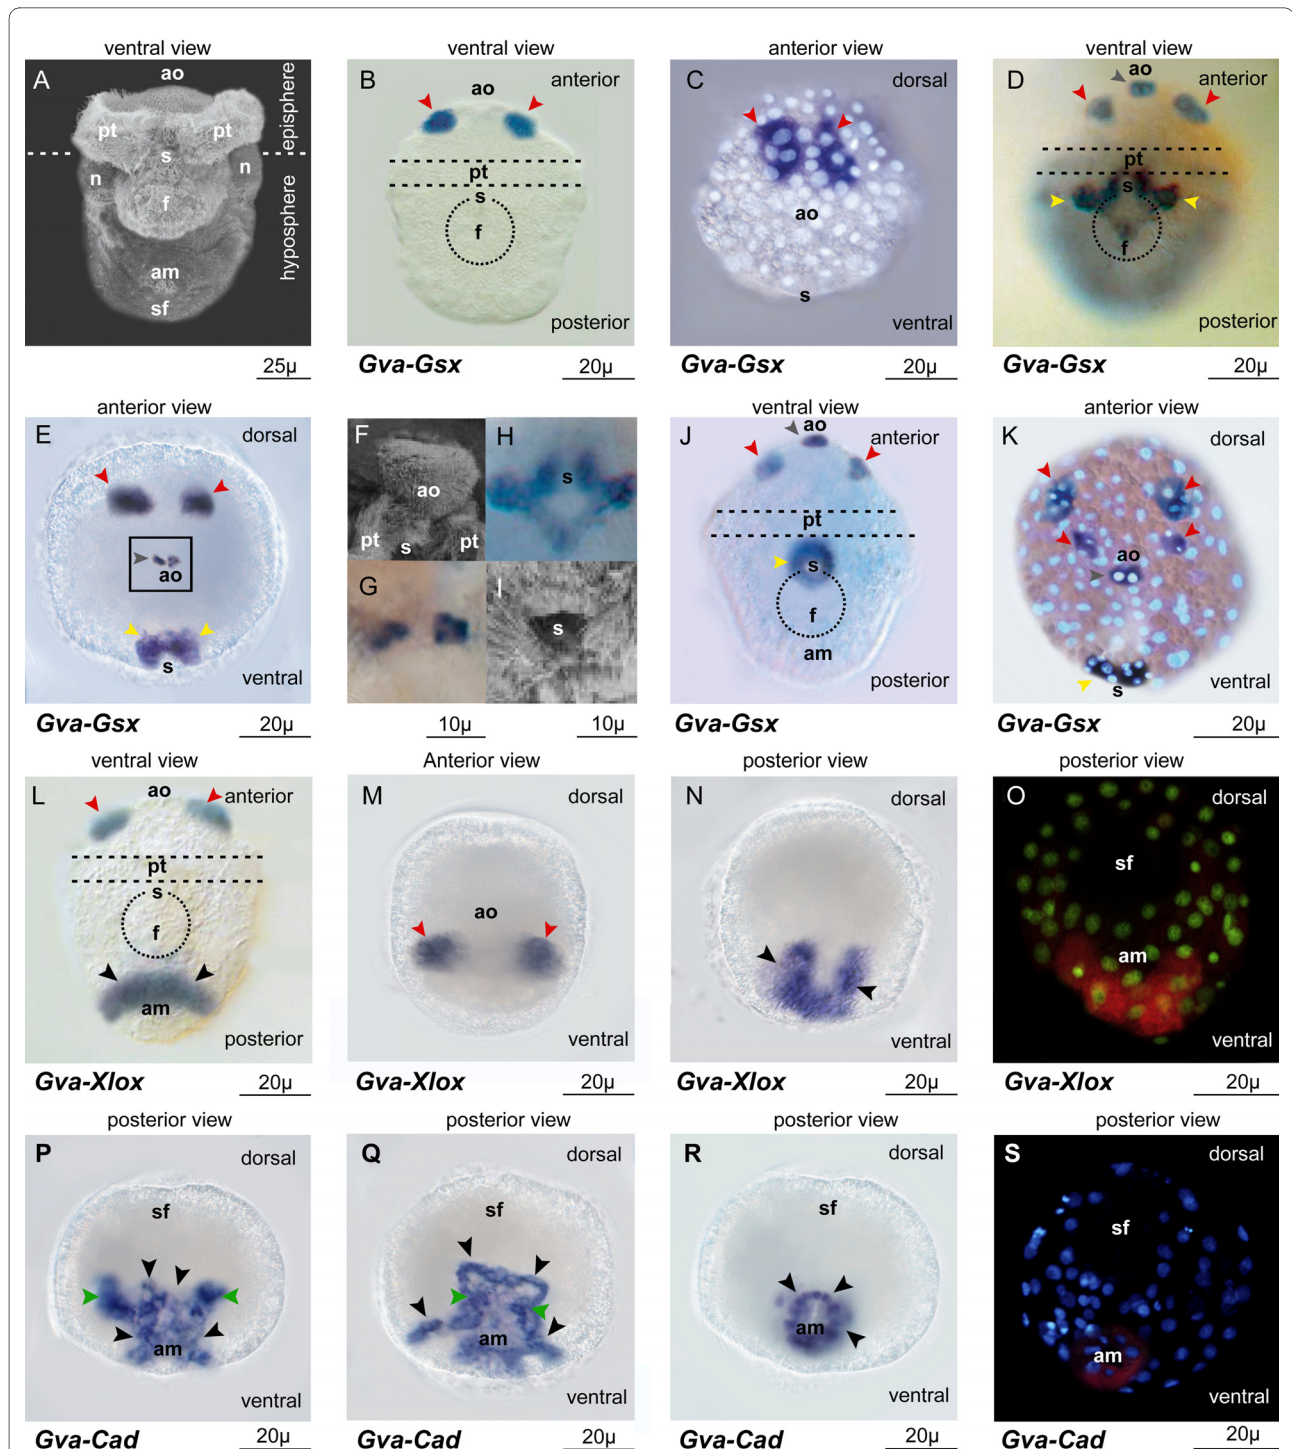 ventral view
A
ao
pt
pt
s
n
n
f
am
sf
episphere
hyposphere
25µ
ventral view
B
ao
anterior
pt
s
f
posterior
Gva-Gsx
20µ
anterior view
C
dorsal
ao
s
ventral
Gva-Gsx
20µ
ventral view
D
ao
anterior
pt
s
f
posterior
Gva-Gsx
20µ
anterior view
E
dorsal
ao
s
ventral
Gva-Gsx
20µ
F
ao
pt
s
pt
H
s
G
I
s
10µ
10µ
ventral view
J
ao
anterior
pt
s
f
am
posterior
Gva-Gsx
20µ
anterior view
K
dorsal
ao
s
ventral
Gva-Gsx
20µ
ventral view
L
ao
anterior
pt
s
f
am
posterior
Gva-Xlox
20µ
Anterior view
M
dorsal
ao
ventral
Gva-Xlox
20µ
posterior view
N
dorsal
ventral
Gva-Xlox
20µ
posterior view
O
dorsal
sf
am
ventral
Gva-Xlox
20µ
posterior view
P
dorsal
sf
am
ventral
Gva-Cad
20µ
posterior view
Q
dorsal
sf
am
ventral
Gva-Cad
20µ
posterior view
R
dorsal
sf
am
ventral
Gva-Cad
20µ
posterior view
S
dorsal
sf
am
ventral
Gva-Cad
20µ